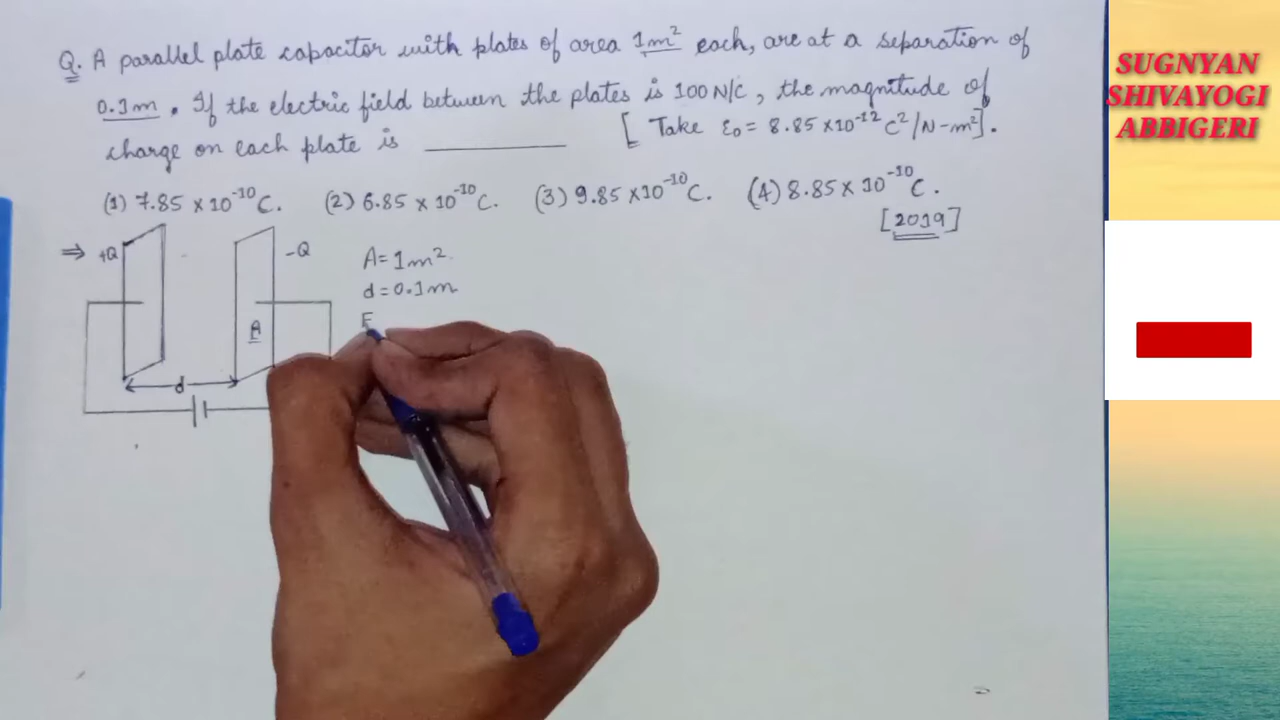 Q. A parallel plate capacitor with plates of area 1m² each, are at a separation of
0.1m. If the electric field between the plates is 100 N/C, the magnitude of
charge on each plate is ________ [Take ε₀ = 8.85 x10⁻¹² C²/N-m²].
(1) 7.85 x 10⁻¹⁰ C. (2) 6.85 x 10⁻¹⁰ C. (3) 9.85 x10⁻¹⁰ C. (4) 8.85 x 10⁻¹⁰ C.
[2019]
⇒ +Q -Q
A = 1m².
d = 0.1m
E
A
d
SUGNYAN
SHIVAYOGI
ABBIGERI